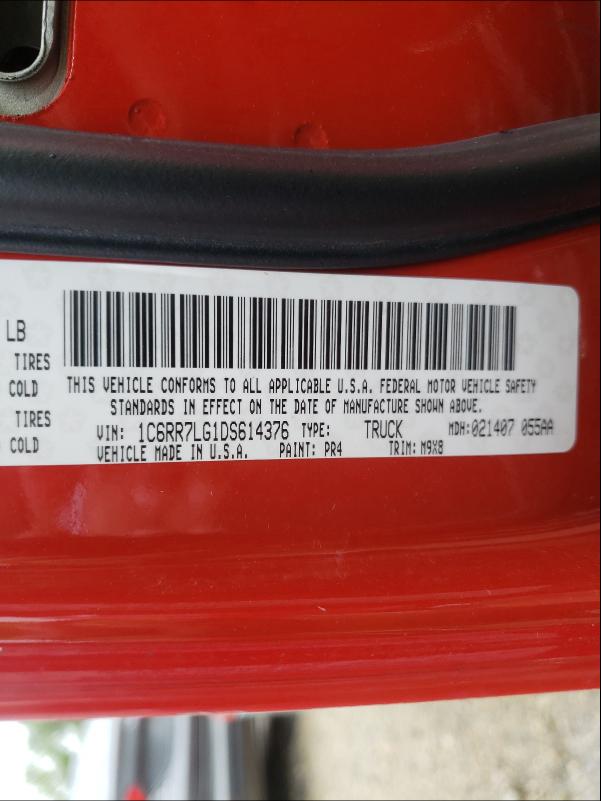 LB
TIRES
COLD
THIS VEHICLE CONFORMS TO ALL APPLICABLE U.S.A. FEDERAL MOTOR VEHICLE SAFETY
TIRES
STANDARDS IN EFFECT ON THE DATE OF MANUFACTURE SHOWN ABOVE.
COLD
VIN: 1C6RR7LG1DS614376 TYPE: TRUCK MDH:021407 055AA
VEHICLE MADE IN U.S.A. PAINT: PR4 TRIM: M9X8